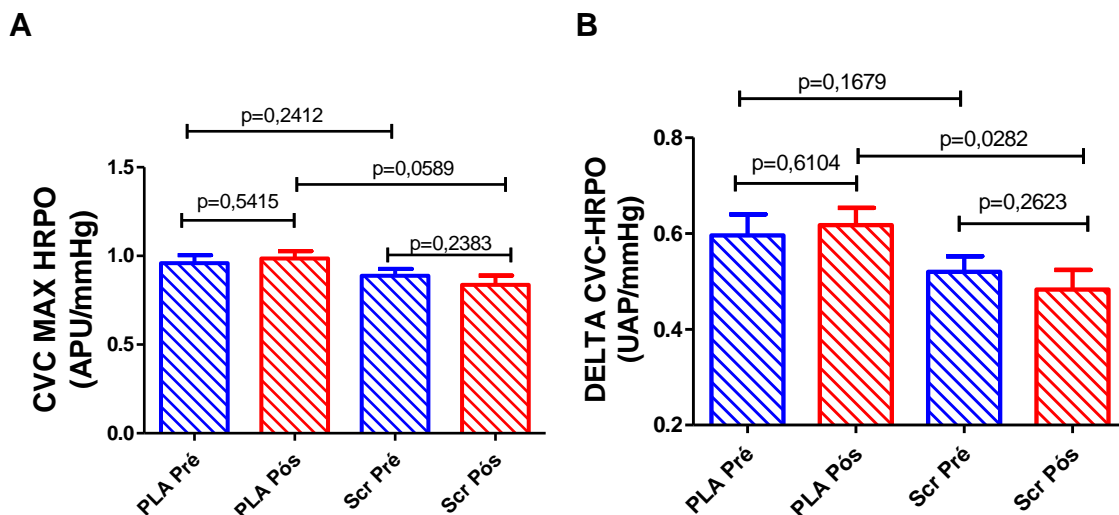 A
CVC MAX HRPO
(APU/mmHg)
1.5
1.0
0.5
0.0
p=0,2412
p=0,0589
p=0,5415
p=0,2383
PLA Pré
PLA Pós
Scr Pré
Scr Pós
B
DELTA CVC-HRPO
(UAP/mmHg)
0.8
0.6
0.4
0.2
p=0,1679
p=0,0282
p=0,6104
p=0,2623
PLA Pré
PLA Pós
Scr Pré
Scr Pós